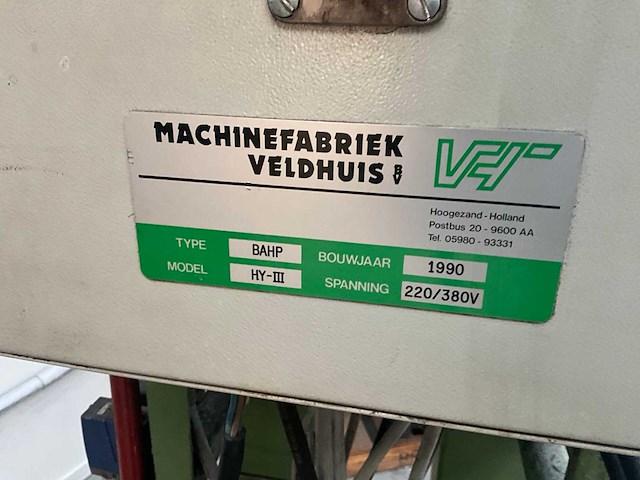 MACHINEFABRIEK
VELDHUIS BV
Hoogezand - Holland
Postbus 20 - 9600 AA
Tel. 05980 - 93331
TYPE BAHP BOUWJAAR 1990
MODEL HY-III SPANNING 220/380V